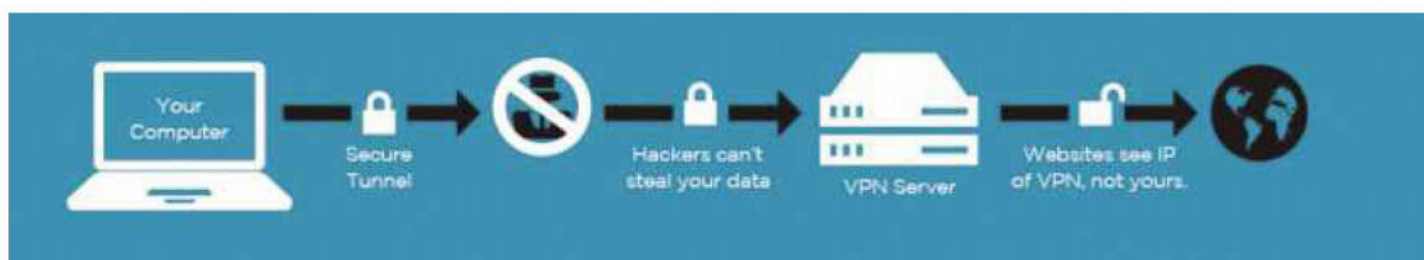 Your
Computer
Secure
Tunnel
Hackers can't
steal your data
VPN Server
Websites see IP
of VPN, not yours.